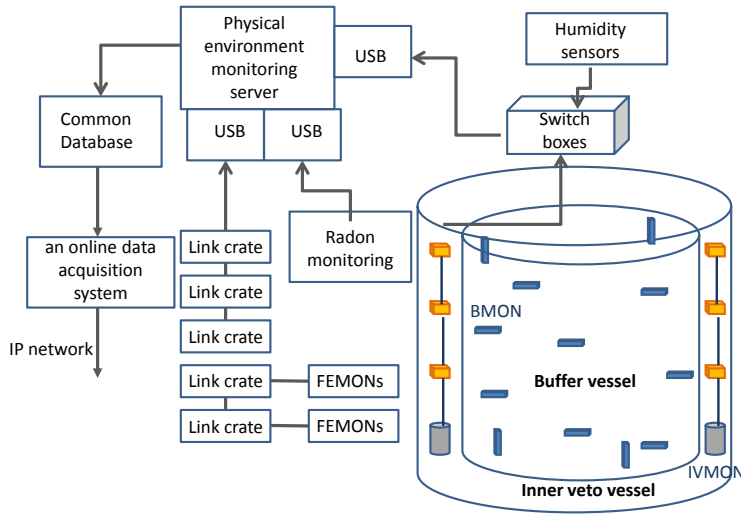 Physical
environment
monitoring
server
USB
Humidity
sensors
Common
Database
USB
USB
Switch
boxes
an online data
acquisition
system
Link crate
Radon
monitoring
Link crate
BMON
Link crate
IP network
Link crate
FEMONs
Buffer vessel
Link crate
FEMONs
IVMON
Inner veto vessel